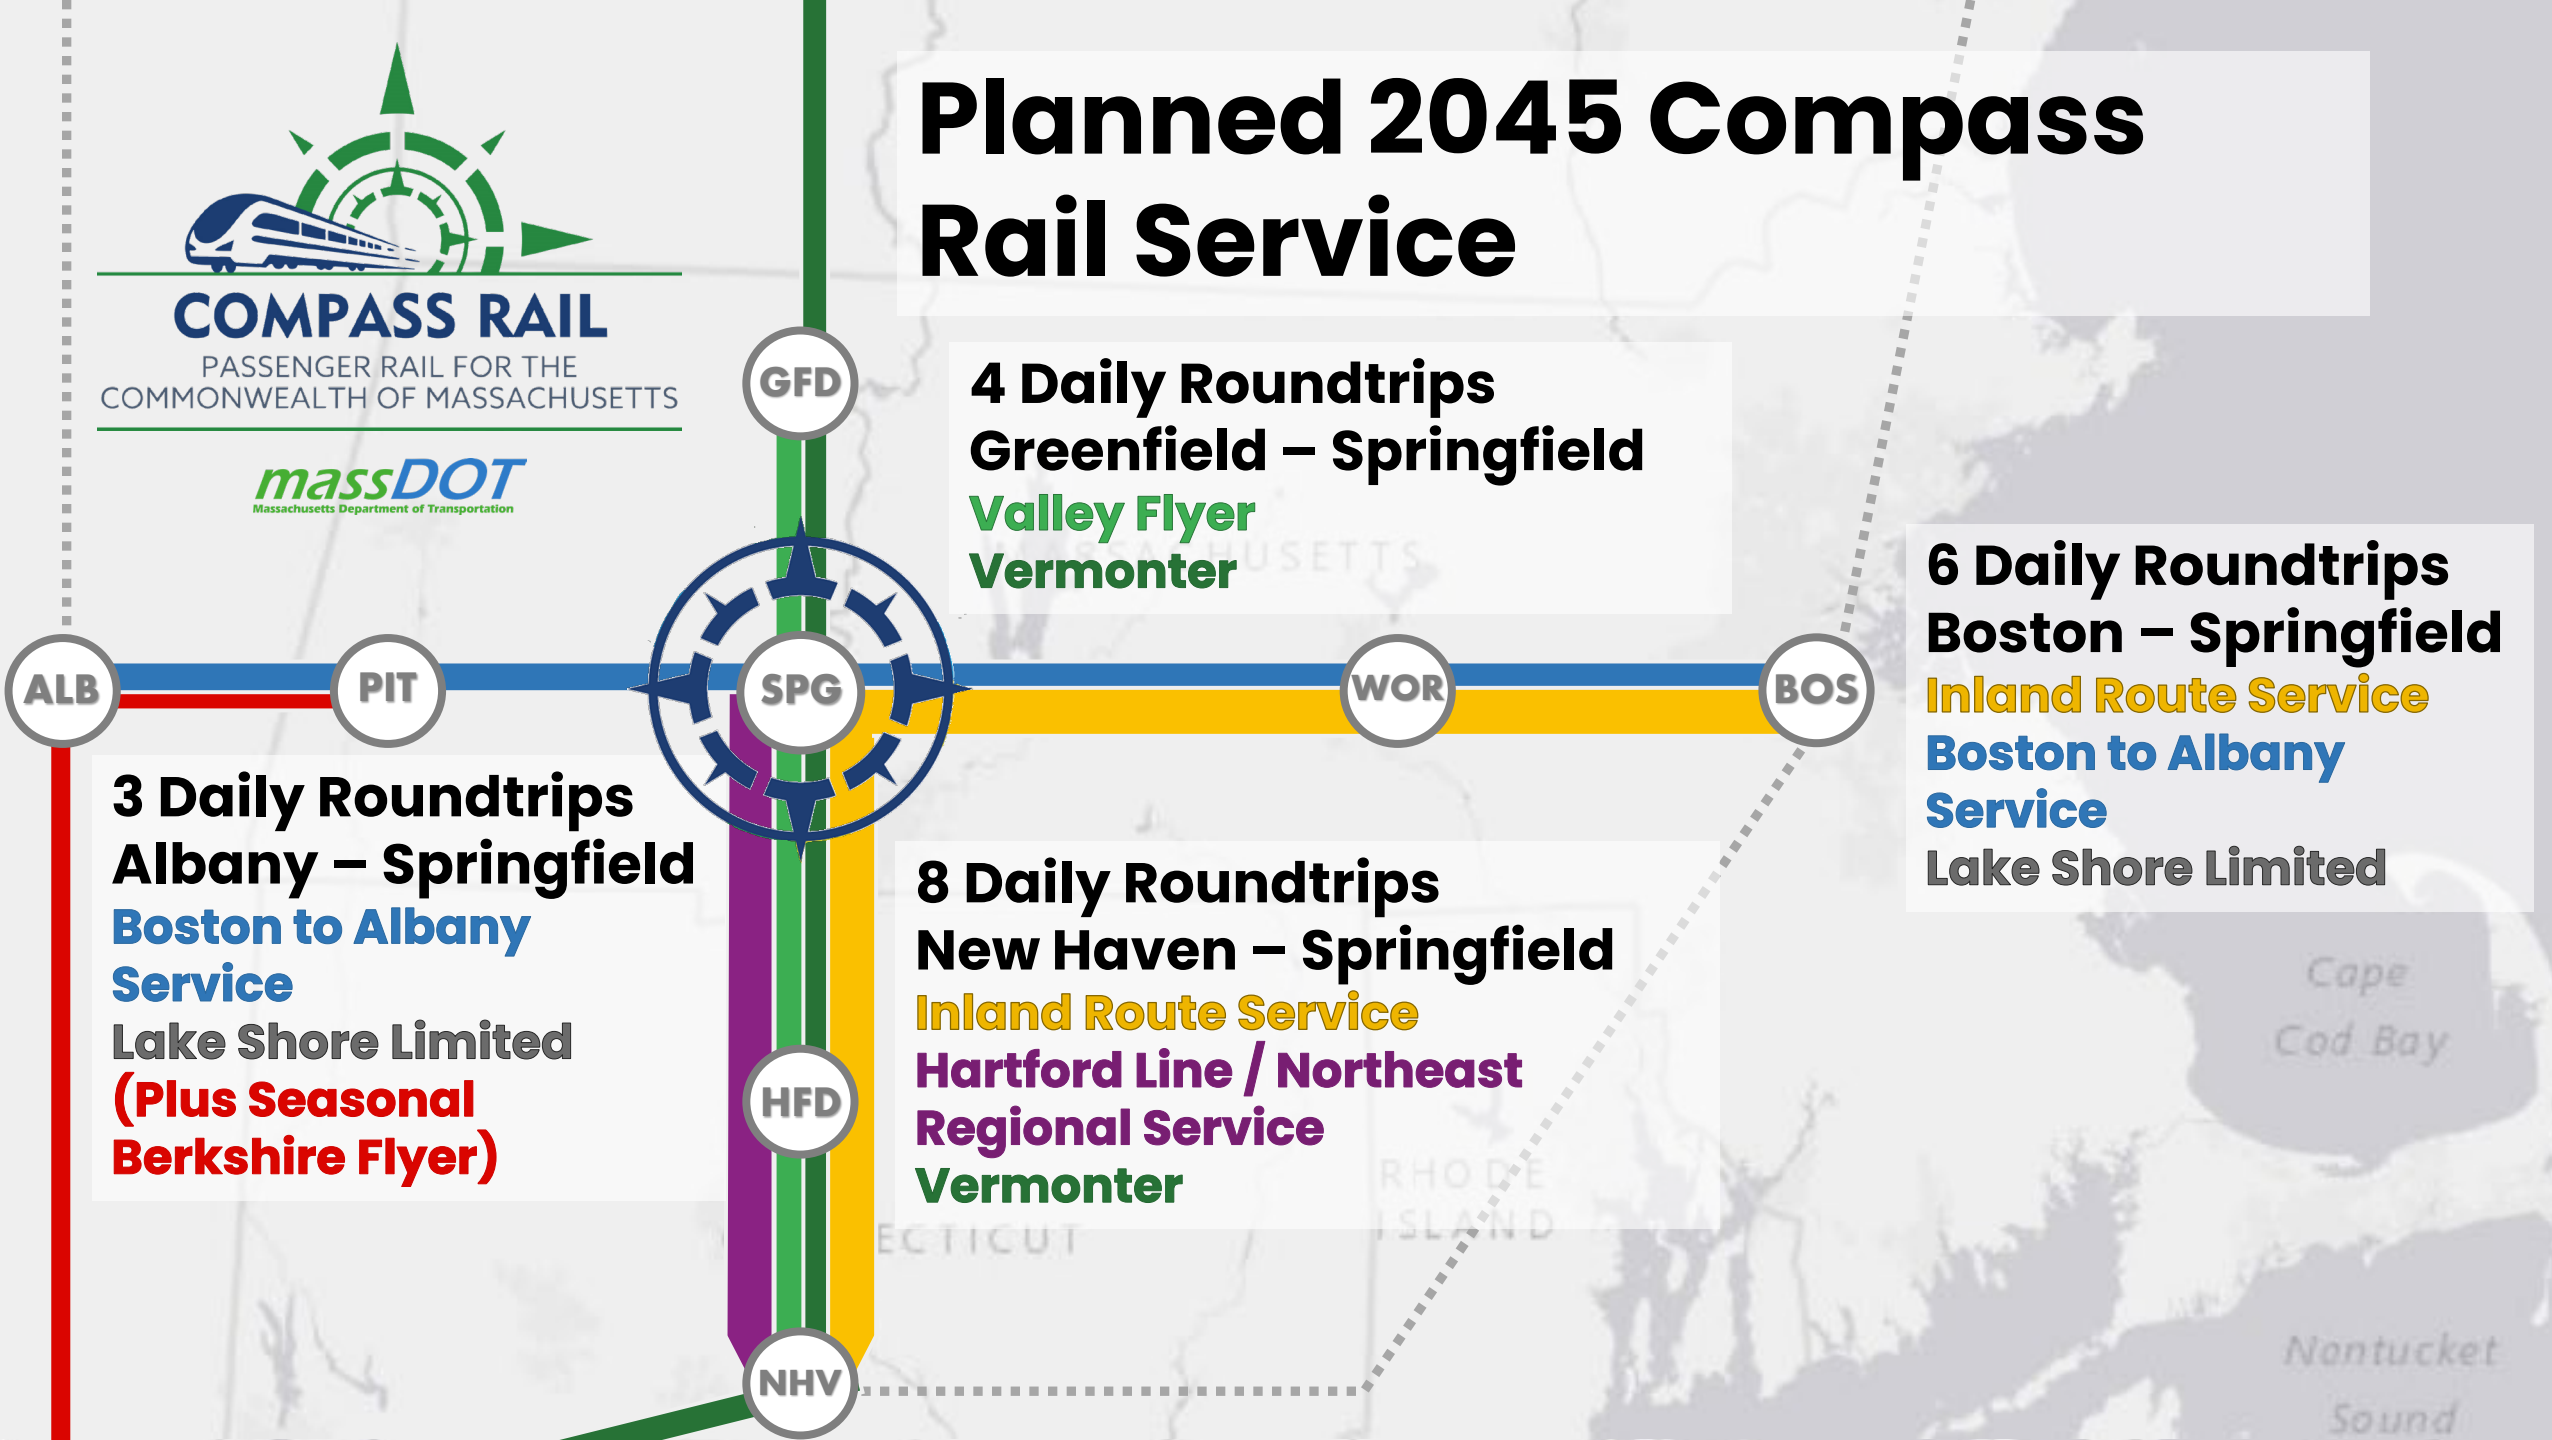 Planned 2045 Compass
Rail Service
COMPASS RAIL
PASSENGER RAIL FOR THE
COMMONWEALTH OF MASSACHUSETTS
massDOT
Massachusetts Department of Transportation
GFD
4 Daily Roundtrips
Greenfield – Springfield
Valley Flyer
Vermonter
MASSACHUSETTS
ALB
PIT
SPG
WOR
BOS
6 Daily Roundtrips
Boston – Springfield
Inland Route Service
Boston to Albany
Service
Lake Shore Limited
3 Daily Roundtrips
Albany – Springfield
Boston to Albany
Service
Lake Shore Limited
(Plus Seasonal
Berkshire Flyer)
8 Daily Roundtrips
New Haven – Springfield
Inland Route Service
Hartford Line / Northeast
Regional Service
Vermonter
HFD
NHV
ECTICUT
RHODE
ISLAND
Cape
Cod Bay
Nantucket
Sound